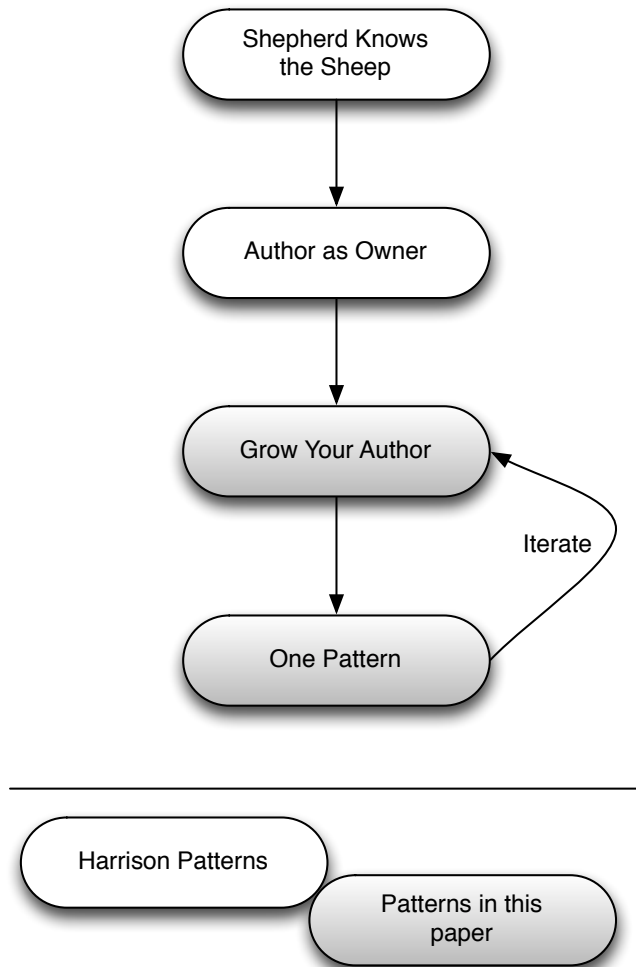 Shepherd Knows
the Sheep
Author as Owner
Grow Your Author
Iterate
One Pattern
Harrison Patterns
Patterns in this
paper